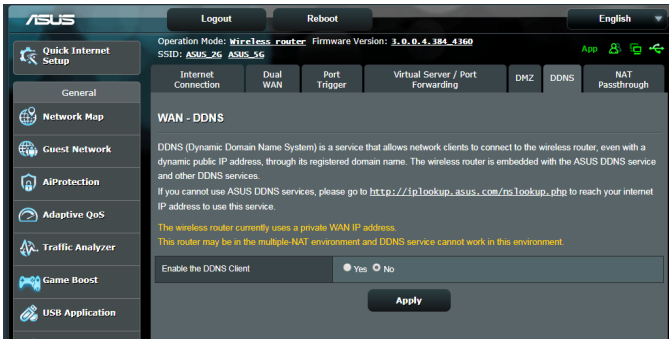 ASUS
Logout
Reboot
English
Operation Mode: Wireless router Firmware Version: 3.0.0.4.384_4360
SSID: ASUS_2G ASUS_5G
App
Quick Internet
Setup
General
Network Map
Guest Network
AiProtection
Adaptive QoS
Traffic Analyzer
Game Boost
USB Application
Internet
Connection
Dual
WAN
Port
Trigger
Virtual Server / Port
Forwarding
DMZ
DDNS
NAT
Passthrough
WAN - DDNS
DDNS (Dynamic Domain Name System) is a service that allows network clients to connect to the wireless router, even with a
dynamic public IP address, through its registered domain name. The wireless router is embedded with the ASUS DDNS service
and other DDNS services.
If you cannot use ASUS DDNS services, please go to http://iplookup.asus.com/nslookup.php to reach your internet
IP address to use this service.
The wireless router currently uses a private WAN IP
address.
This router may be in the multiple-NAT environment and DDNS service cannot work in this environment.
Enable the DDNS Client
Yes No
Apply